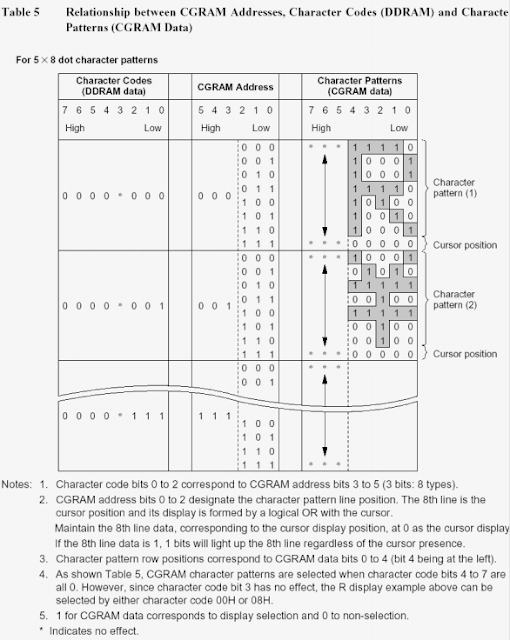 Table 5 Relationship between CGRAM Addresses, Character Codes (DDRAM) and Characte
Patterns (CGRAM Data)
For 5 × 8 dot character patterns
Character Codes (DDRAM data) CGRAM Address Character Patterns (CGRAM data)
7 6 5 4 3 2 1 0 5 4 3 2 1 0 7 6 5 4 3 2 1 0
High Low High Low High Low
0 0 0 * * * 1 1 1 1 0
0 0 1 1 0 0 0 1
0 1 0 1 0 0 0 1
0 0 0 0 * 0 0 0 0 0 0 0 1 1 1 1 1 1 0 Character pattern (1)
1 0 0 1 0 1 0 0
1 0 1 1 0 0 1 0
1 1 0 1 0 0 0 1
1 1 1 * * * 0 0 0 0 0 Cursor position
0 0 0 * * * 1 0 0 0 1
0 0 1 0 1 0 1 0
0 1 0 1 1 1 1 1
0 0 0 0 * 0 0 1 0 0 1 0 1 1 0 0 1 0 0 Character pattern (2)
1 0 0 1 1 1 1 1
1 0 1 0 0 1 0 0
1 1 0 0 0 1 0 0
1 1 1 * * * 0 0 0 0 0 Cursor position
0 0 0 * * *
0 0 1
0 0 0 0 * 1 1 1 1 1 1
1 0 0
1 0 1
1 1 0
1 1 1 * * *
Notes: 1. Character code bits 0 to 2 correspond to CGRAM address bits 3 to 5 (3 bits: 8 types).
2. CGRAM address bits 0 to 2 designate the character pattern line position. The 8th line is the
cursor position and its display is formed by a logical OR with the cursor.
Maintain the 8th line data, corresponding to the cursor display position, at 0 as the cursor display
If the 8th line data is 1, 1 bits will light up the 8th line regardless of the cursor presence.
3. Character pattern row positions correspond to CGRAM data bits 0 to 4 (bit 4 being at the left).
4. As shown Table 5, CGRAM character patterns are selected when character code bits 4 to 7 are
all 0. However, since character code bit 3 has no effect, the R display example above can be
selected by either character code 00H or 08H.
5. 1 for CGRAM data corresponds to display selection and 0 to non-selection.
* Indicates no effect.